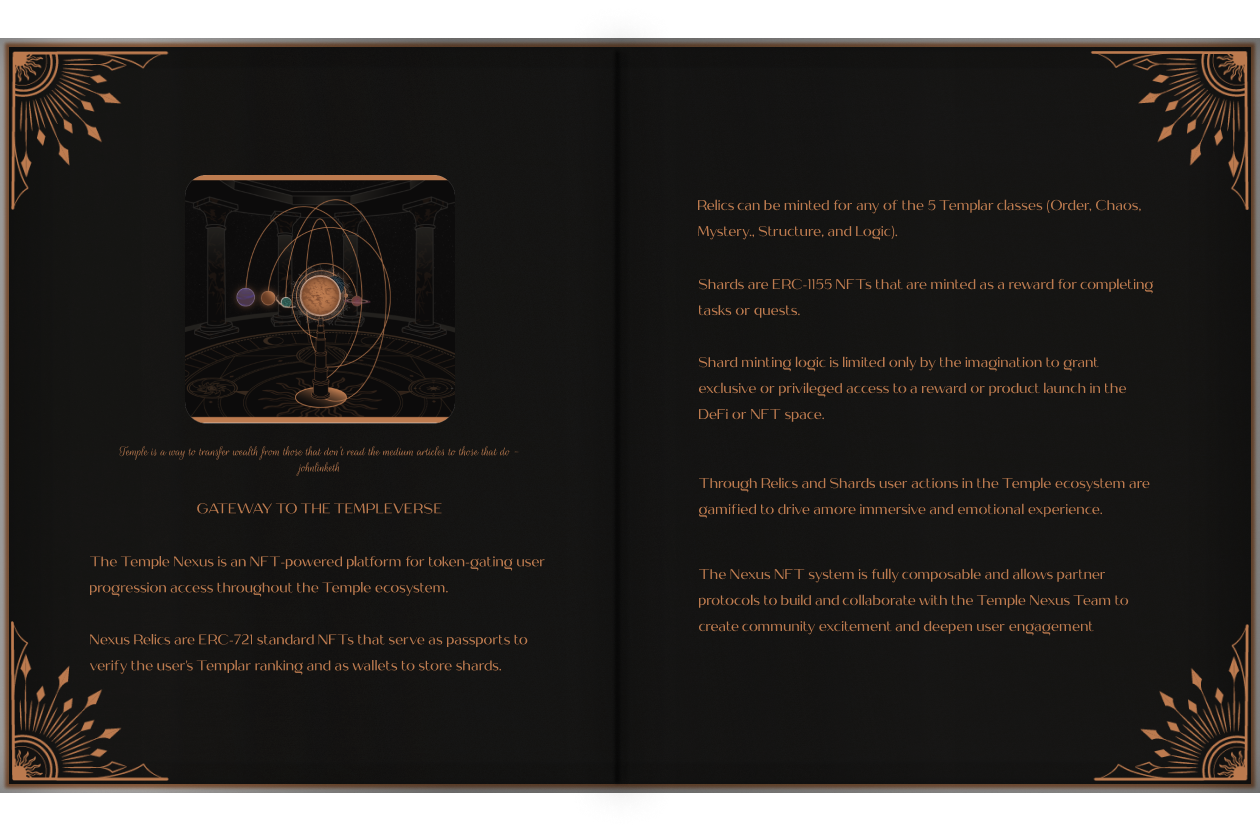 Temple is a way to transfer wealth from those that don't read the medium articles to those that do -
johnlinketh
GATEWAY TO THE TEMPLEVERSE
The Temple Nexus is an NFT-powered platform for token-gating user
progression access throughout the Temple ecosystem.
Nexus Relics are ERC-721 standard NFTs that serve as passports to
verify the user's Templar ranking and as wallets to store shards.
Relics can be minted for any of the 5 Templar classes (Order, Chaos,
Mystery., Structure, and Logic).
Shards are ERC-1155 NFTs that are minted as a reward for completing
tasks or quests.
Shard minting logic is limited only by the imagination to grant
exclusive or privileged access to a reward or product launch in the
DeFi or NFT space.
Through Relics and Shards user actions in the Temple ecosystem are
gamified to drive amore immersive and emotional experience.
The Nexus NFT system is fully composable and allows partner
protocols to build and collaborate with the Temple Nexus Team to
create community excitement and deepen user engagement